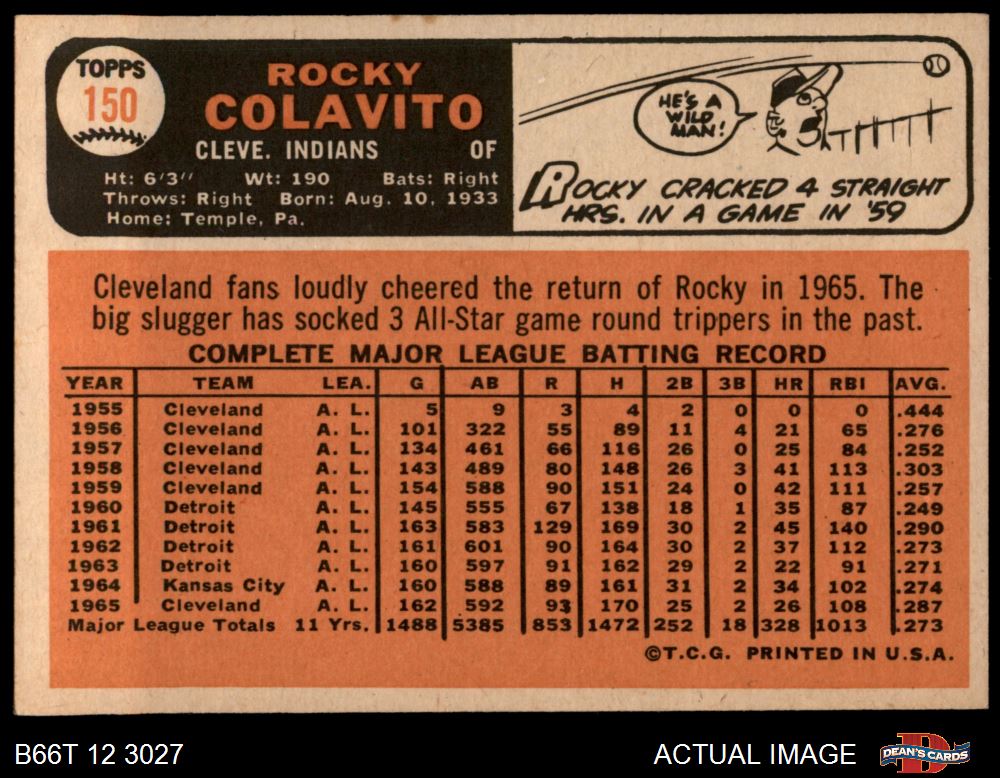 TOPPS
150
ROCKY
COLAVITO
CLEVE. INDIANS OF
Ht: 6'3" Wt: 190 Bats: Right
Throws: Right Born: Aug. 10, 1933
Home: Temple, Pa.
HE'S A
WILD
MAN!
ROCKY CRACKED 4 STRAIGHT
HRS. IN A GAME IN '59
Cleveland fans loudly cheered the return of Rocky in 1965. The
big slugger has socked 3 All-Star game round trippers in the past.
COMPLETE MAJOR LEAGUE BATTING RECORD
YEAR TEAM LEA. G AB R H 2B 3B HR RBI AVG.
1955 Cleveland A. L. 5 9 3 4 2 0 0 0 .444
1956 Cleveland A. L. 101 322 55 89 11 4 21 65 .276
1957 Cleveland A. L. 134 461 66 116 26 0 25 84 .252
1958 Cleveland A. L. 143 489 80 148 26 3 41 113 .303
1959 Cleveland A. L. 154 588 90 151 24 0 42 111 .257
1960 Detroit A. L. 145 555 67 138 18 1 35 87 .249
1961 Detroit A. L. 163 583 129 169 30 2 45 140 .290
1962 Detroit A. L. 161 601 90 164 30 2 37 112 .273
1963 Detroit A. L. 160 597 91 162 29 2 22 91 .271
1964 Kansas City A. L. 160 588 89 161 31 2 34 102 .274
1965 Cleveland A. L. 162 592 93 170 25 2 26 108 .287
Major League Totals 11 Yrs. 1488 5385 853 1472 252 18 328 1013 .273
©T.C.G. PRINTED IN U.S.A.
B66T 12 3027 ACTUAL IMAGE
DEAN'S CARDS